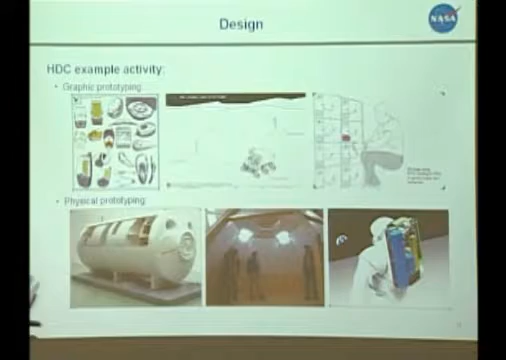 Design
NASA
HDC example activity:
• Graphic prototyping:
• Physical prototyping: